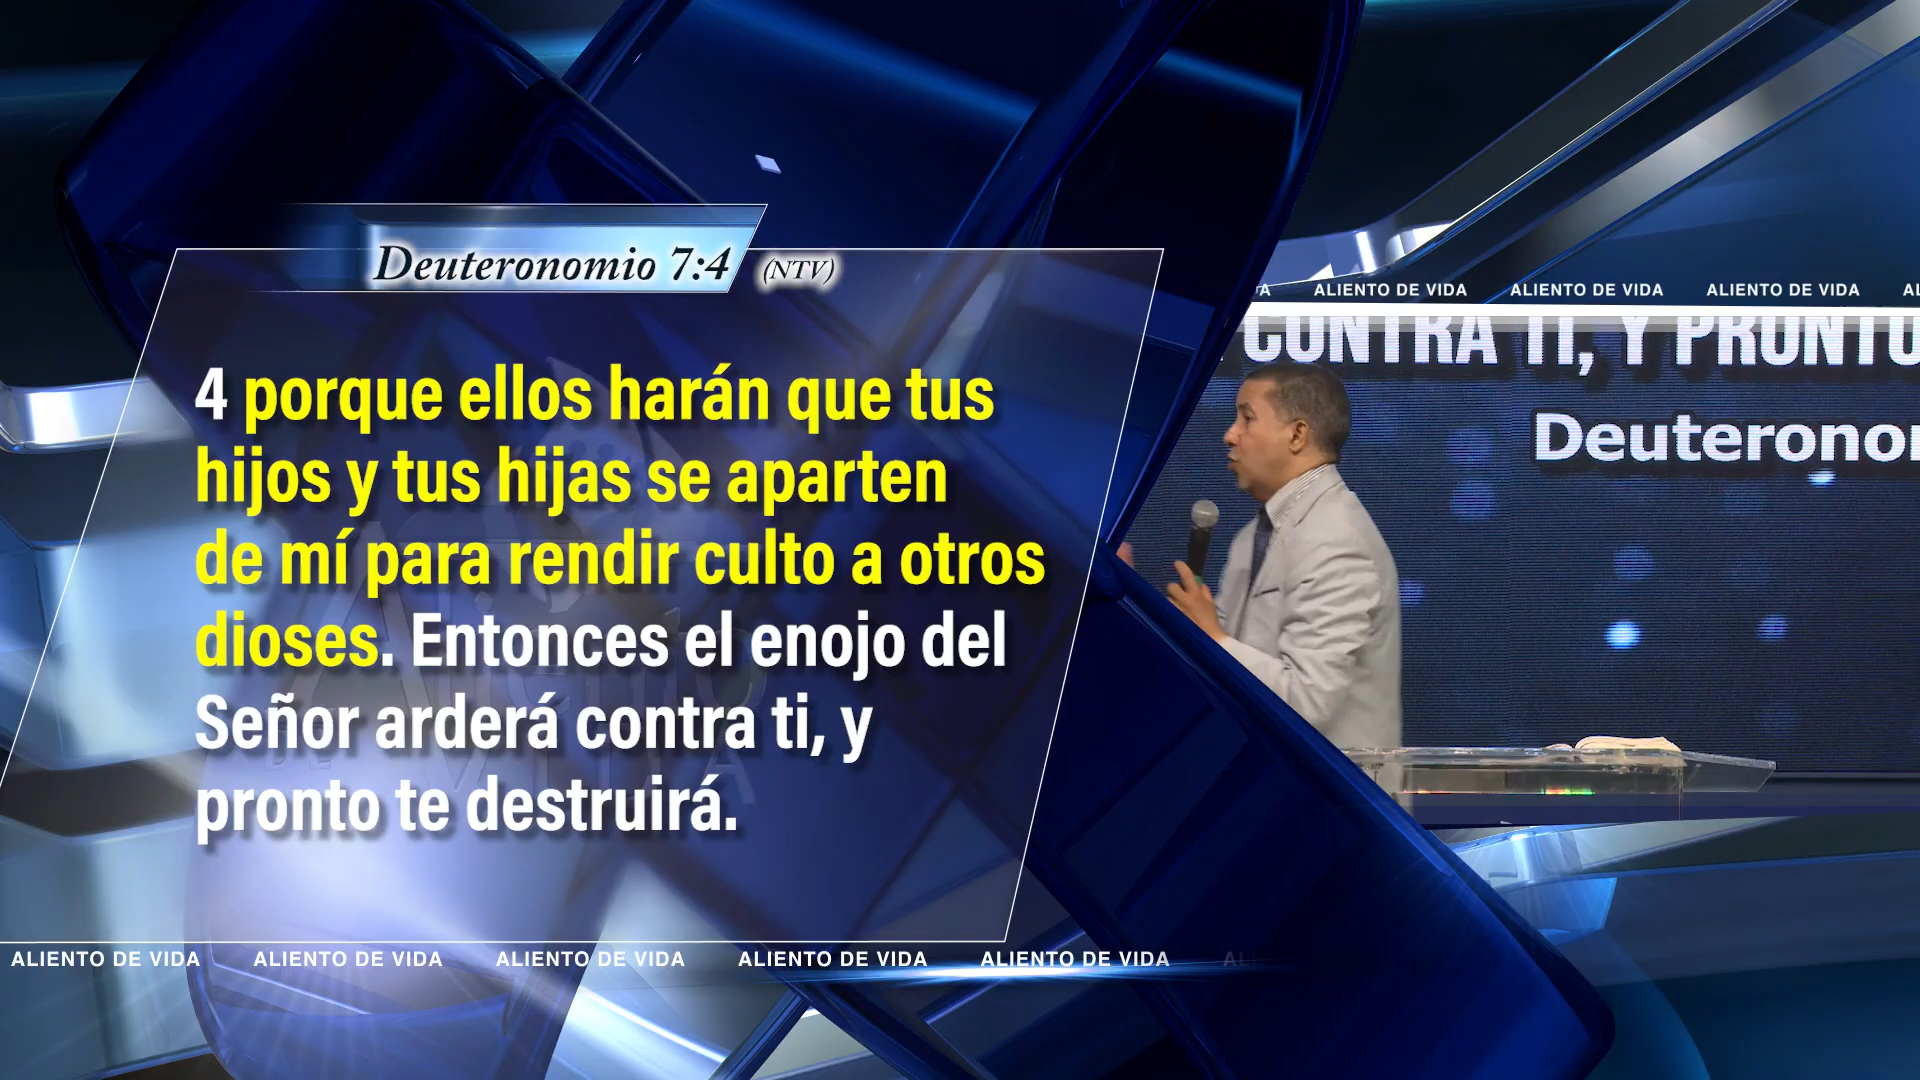 Deuteronomio 7:4 (NTV)
4 porque ellos harán que tus
hijos y tus hijas se aparten
de mí para rendir culto a otros
dioses. Entonces el enojo del
Señor arderá contra ti, y
pronto te destruirá.
ALIENTO DE VIDA ALIENTO DE VIDA ALIENTO DE VIDA
CONTRA TI, Y PRONTO
Deuterono
ALIENTO DE VIDA ALIENTO DE VIDA ALIENTO DE VIDA ALIENTO DE VIDA ALIENTO DE VIDA